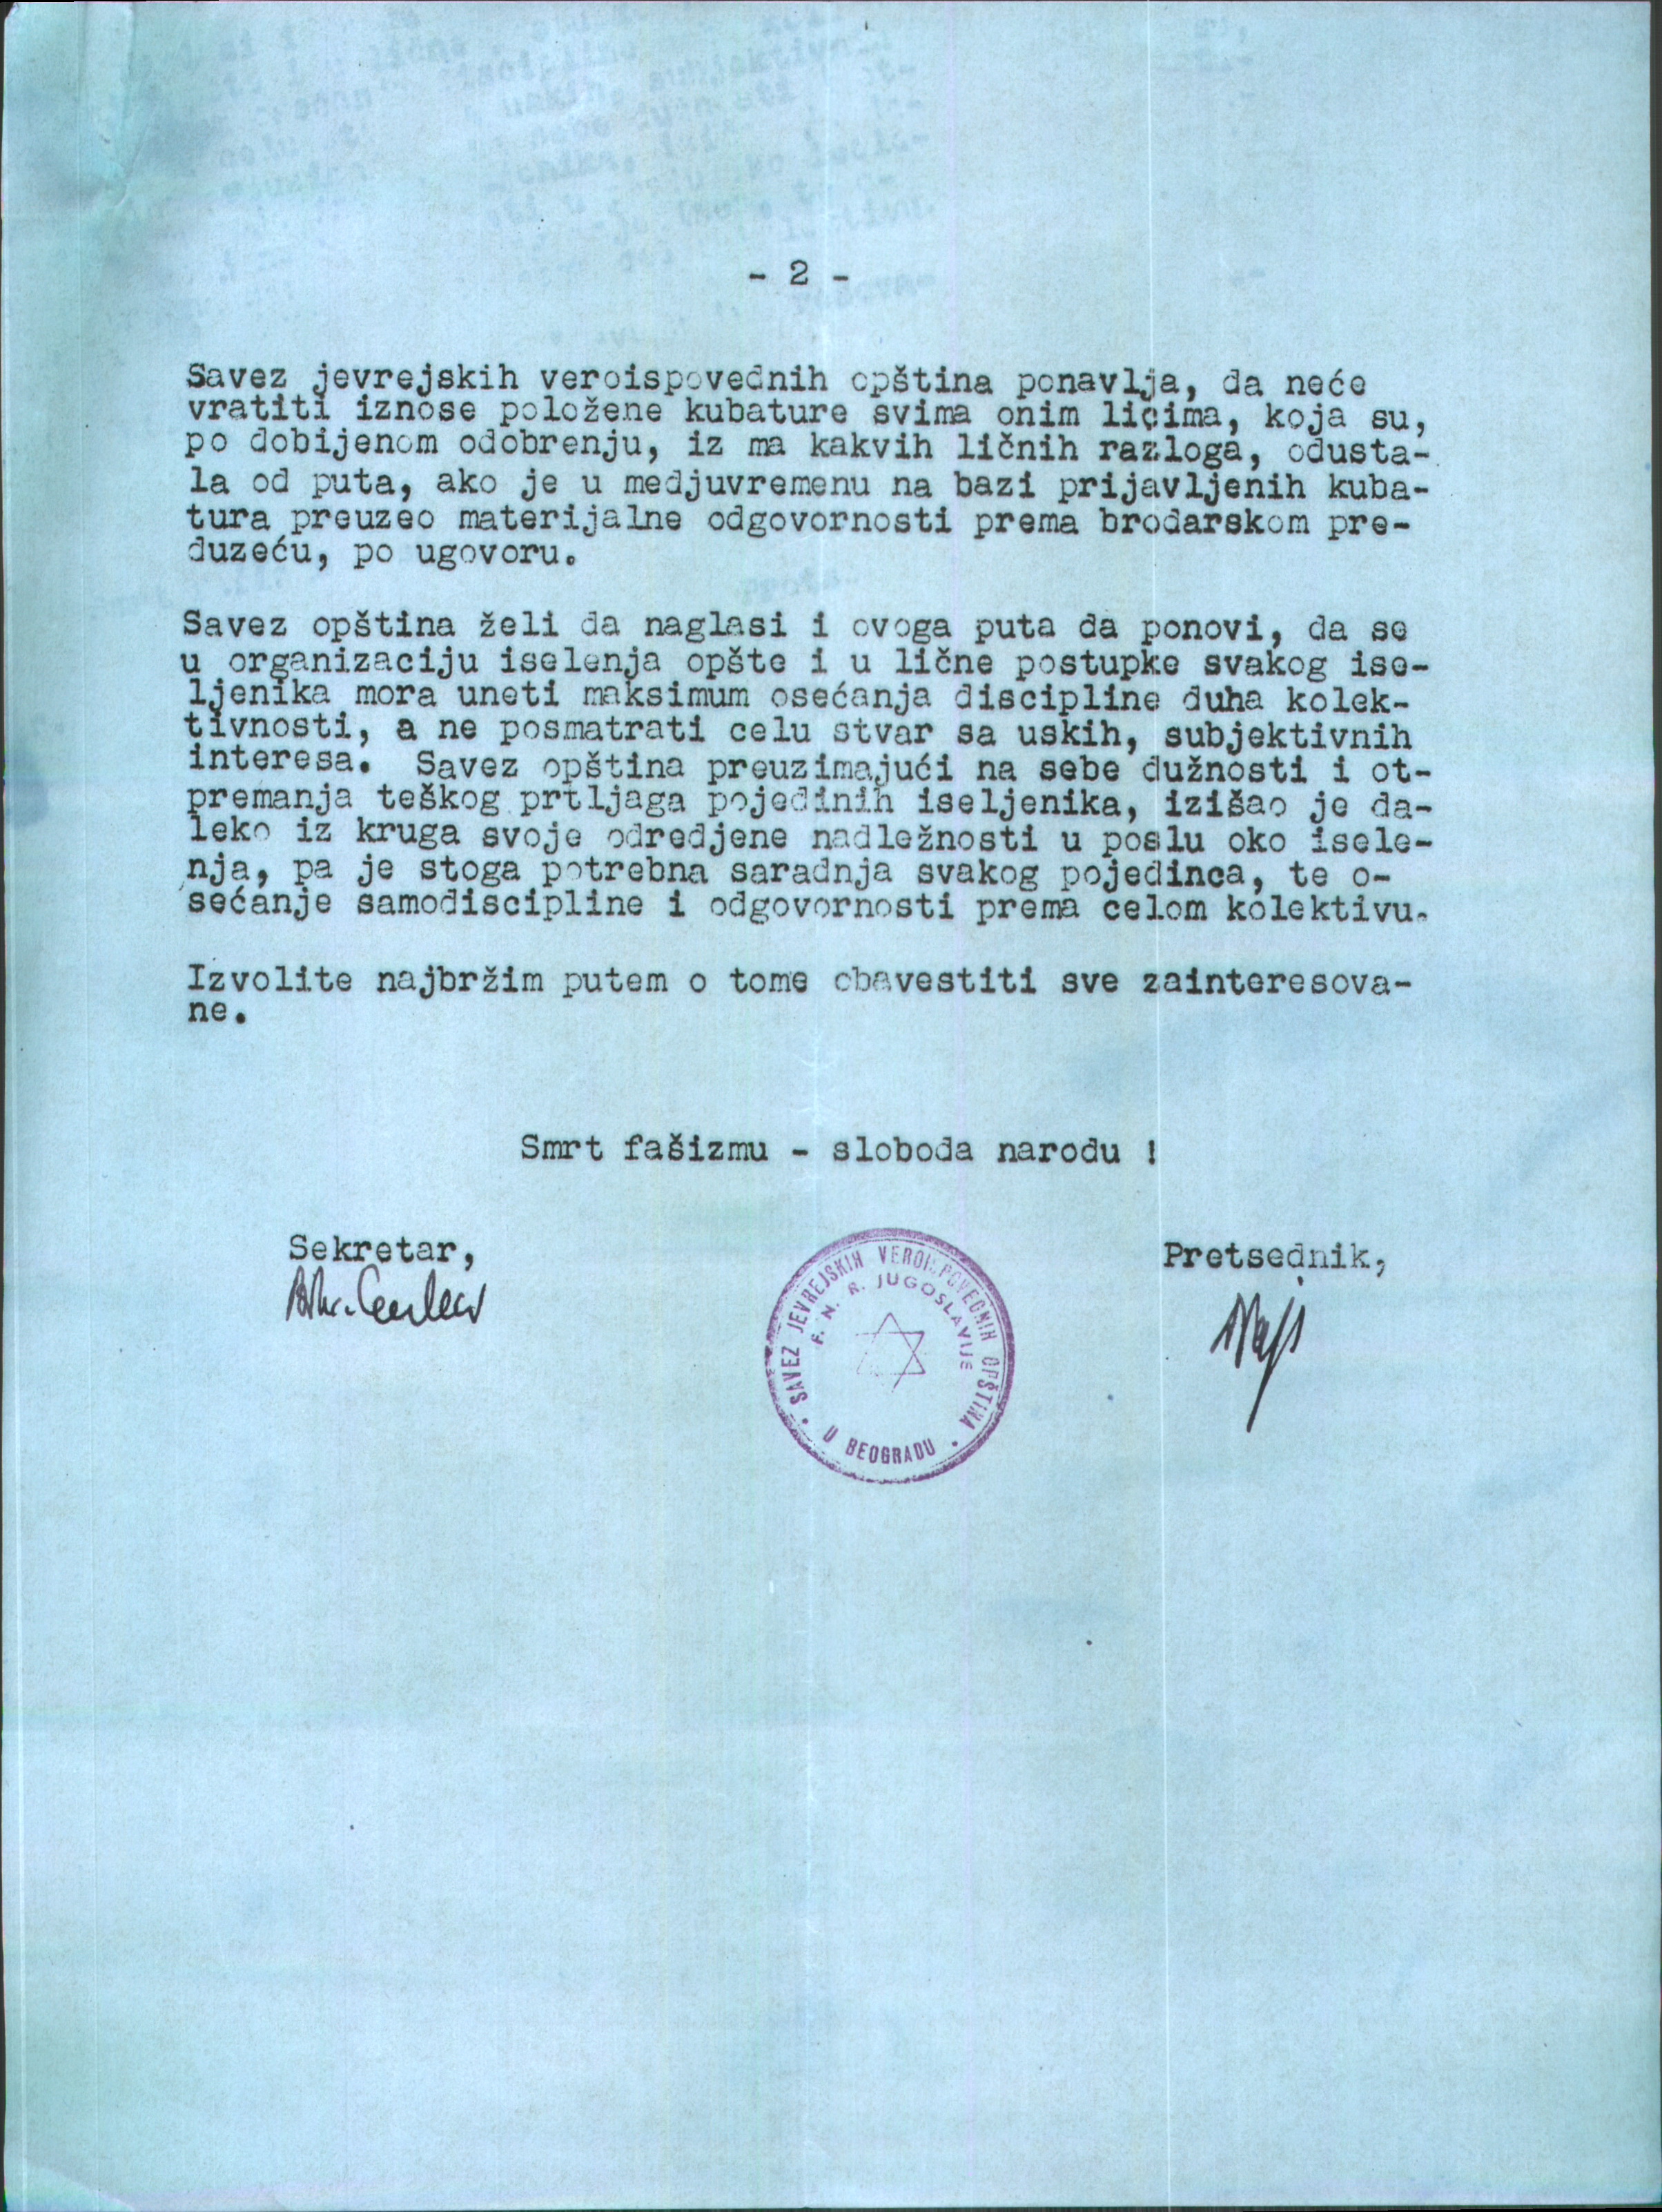 - 2 -
Savez jevrejskih veroispovednih opština ponavlja, da neće
vratiti iznose položene kubature svima onim licima, koja su,
po dobijenom odobrenju, iz ma kakvih ličnih razloga, odusta-
la od puta, ako je u medjuvremenu na bazi prijavljenih kuba-
tura preuzeo materijalne odgovornosti prema brodarskom pre-
duzeću, po ugovoru.
Savez opština želi da naglasi i ovoga puta da ponovi, da se
u organizaciju iselenja opšte i u lične postupke svakog ise-
ljenika mora uneti maksimum osećanja discipline duha kolek-
tivnosti, a ne posmatrati celu stvar sa uskih, subjektivnih
interesa. Savez opština preuzimajući na sebe dužnosti i ot-
premanja teškog prtljaga pojedinih iseljenika, izišao je da-
leko iz kruga svoje odredjene nadležnosti u poslu oko isele-
nja, pa je stoga potrebna saradnja svakog pojedinca, te o-
sećanje samodiscipline i odgovornosti prema celom kolektivu.
Izvolite najbržim putem o tome obavestiti sve zainteresova-
ne.
Smrt fašizmu - sloboda narodu !
Sekretar,
Pretsednik,
SAVEZ JEVREJSKIH VEROISPOVEDNIH OPŠTINA
F. N. R. JUGOSLAVIJE
U BEOGRADU